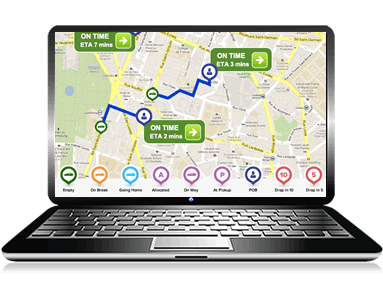 ON TIME
ETA 7 mins
ON TIME
ETA 3 mins
ON TIME
ETA 2 mins
A
P
10
5
Empty
On Break
Going Home
Allocated
On Way
At Pickup
POB
Drop in 10
Drop in 5